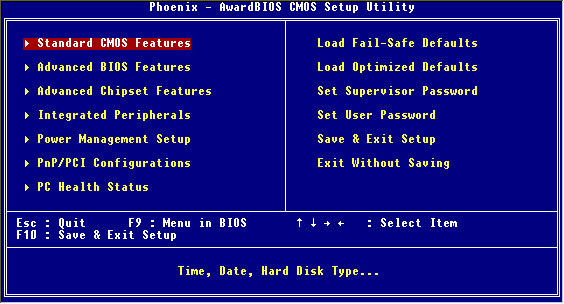 Phoenix - AwardBIOS CMOS Setup Utility
Standard CMOS Features
Advanced BIOS Features
Advanced Chipset Features
Integrated Peripherals
Power Management Setup
PnP/PCI Configurations
PC Health Status
Load Fail-Safe Defaults
Load Optimized Defaults
Set Supervisor Password
Set User Password
Save & Exit Setup
Exit Without Saving
Esc : Quit F9 : Menu in BIOS ↑ ↓ → ← : Select Item
F10 : Save & Exit Setup
Time, Date, Hard Disk Type...